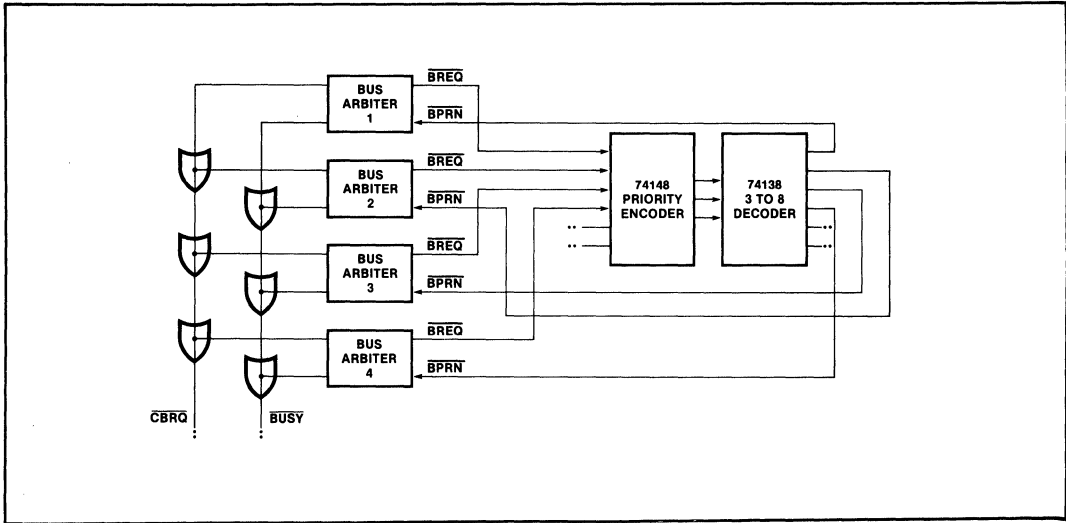 BUS
ARBITER
1
BREQ
BPRN
BUS
ARBITER
2
BREQ
BPRN
BUS
ARBITER
3
BREQ
BPRN
BUS
ARBITER
4
BREQ
BPRN
74148
PRIORITY
ENCODER
74138
3 TO 8
DECODER
CBRQ
BUSY